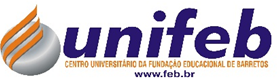 unifeb
CENTRO UNIVERSITÁRIO DA FUNDAÇÃO EDUCACIONAL DE BARRETOS
www.feb.br